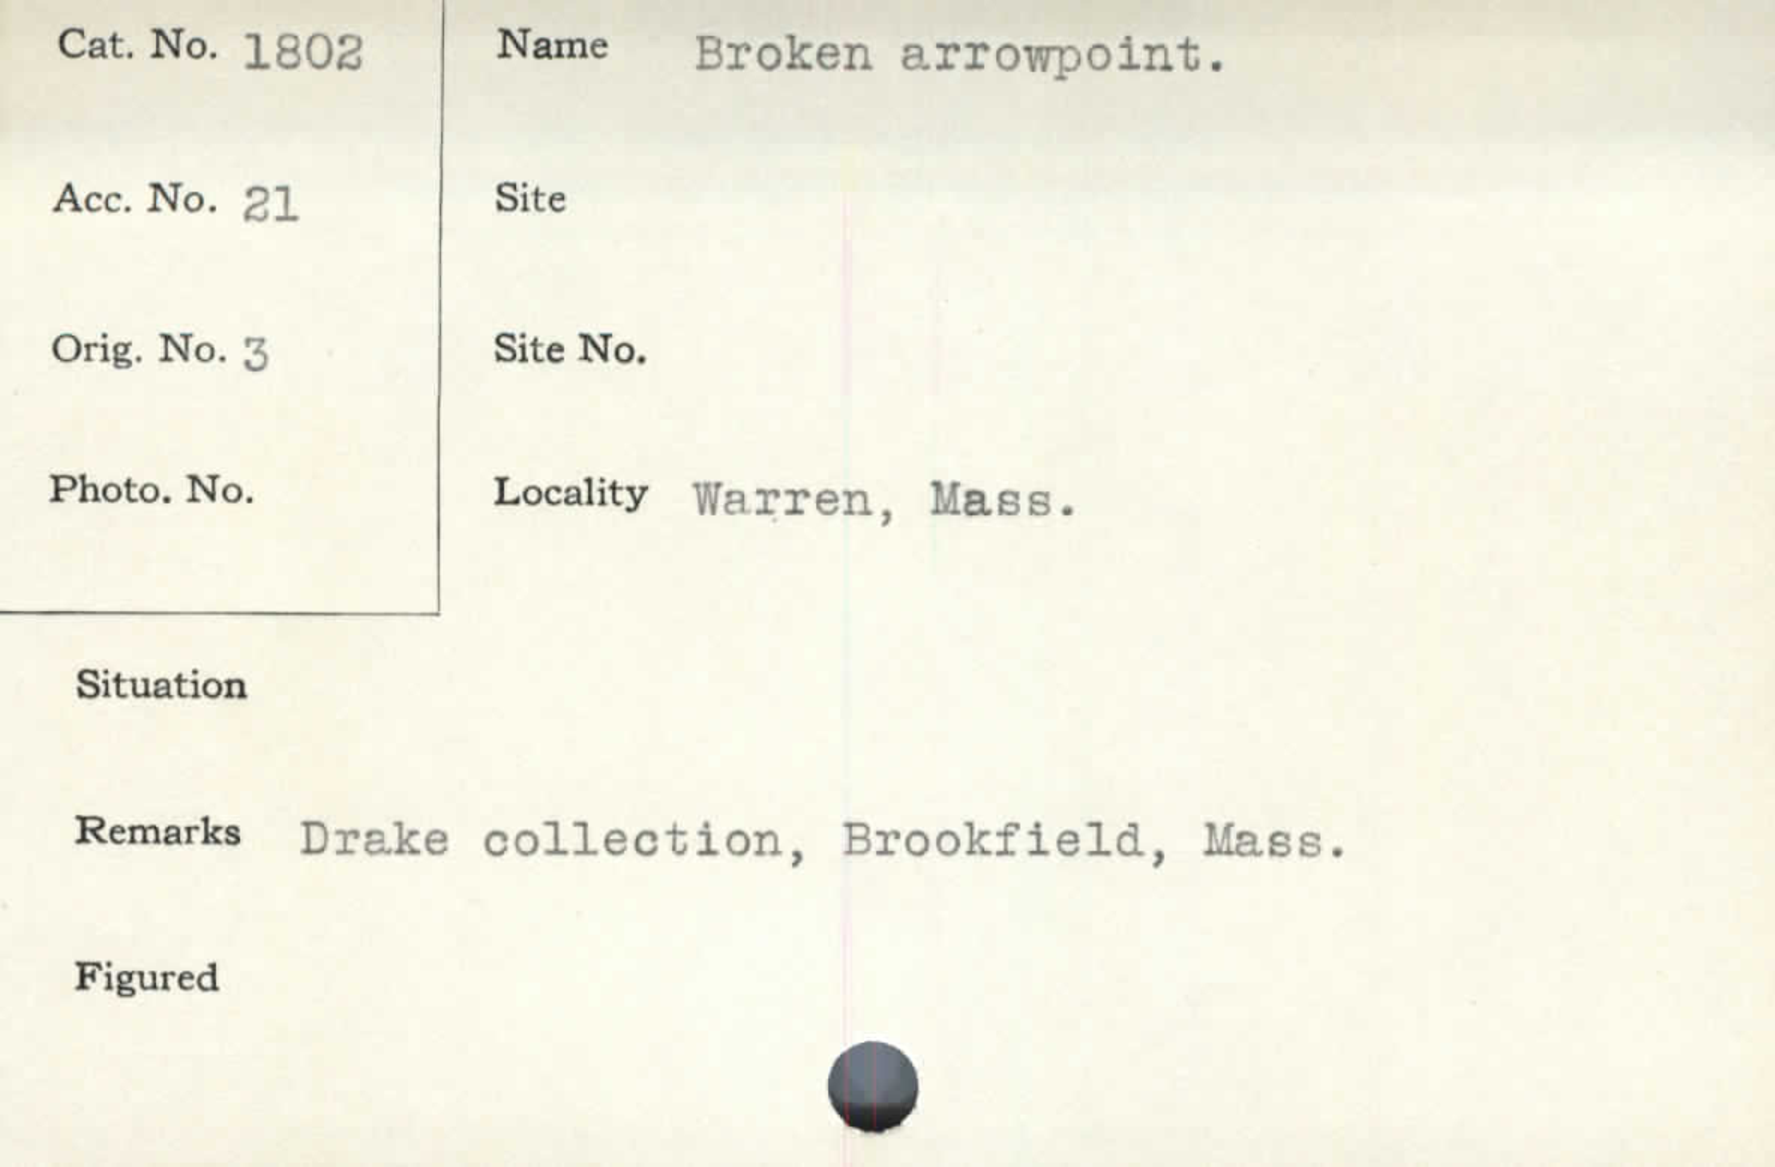 Cat. No. 1802
Name Broken arrowpoint.
Acc. No. 21
Site
Orig. No. 3
Site No.
Photo. No.
Locality Warren, Mass.
Situation
Remarks Drake collection, Brookfield, Mass.
Figured